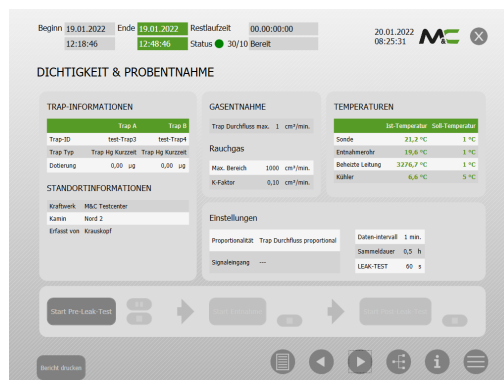 Beginn 19.01.2022 Ende 19.01.2022 Restlaufzeit 00.00:00:00
12:18:46 12:48:46 Status 30/10 Bereit
20.01.2022
08:25:31
M&C
DICHTIGKEIT & PROBENTNAHME
TRAP-INFORMATIONEN
Trap A Trap B
Trap-ID test-Trap3 test-Trap4
Trap Typ Trap Hg Kurzzeit Trap Hg Kurzzeit
Dotierung 0,00 µg 0,00 µg
STANDORTINFORMATIONEN
Kraftwerk M&C Testcenter
Kamin Nord 2
Erfasst von Krauskopf
GASENTNAHME
Trap Durchfluss max. 1 cm³/min.
Rauchgas
Max. Bereich 1000 cm³/min.
K-Faktor 0,10 cm³/min.
TEMPERATUREN
Ist-Temperatur Soll-Temperatur
Sonde 21,2 °C 1 °C
Entnahmerohr 19,6 °C 1 °C
Beheizte Leitung 3276,7 °C 1 °C
Kühler 6,6 °C 5 °C
Einstellungen
Proportionalität Trap Durchfluss proportional
Signaleingang ---
Daten-intervall 1 min.
Sammeldauer 0,5 h
LEAK-TEST 60 s
Start Pre-Leak-Test
Bericht drucken